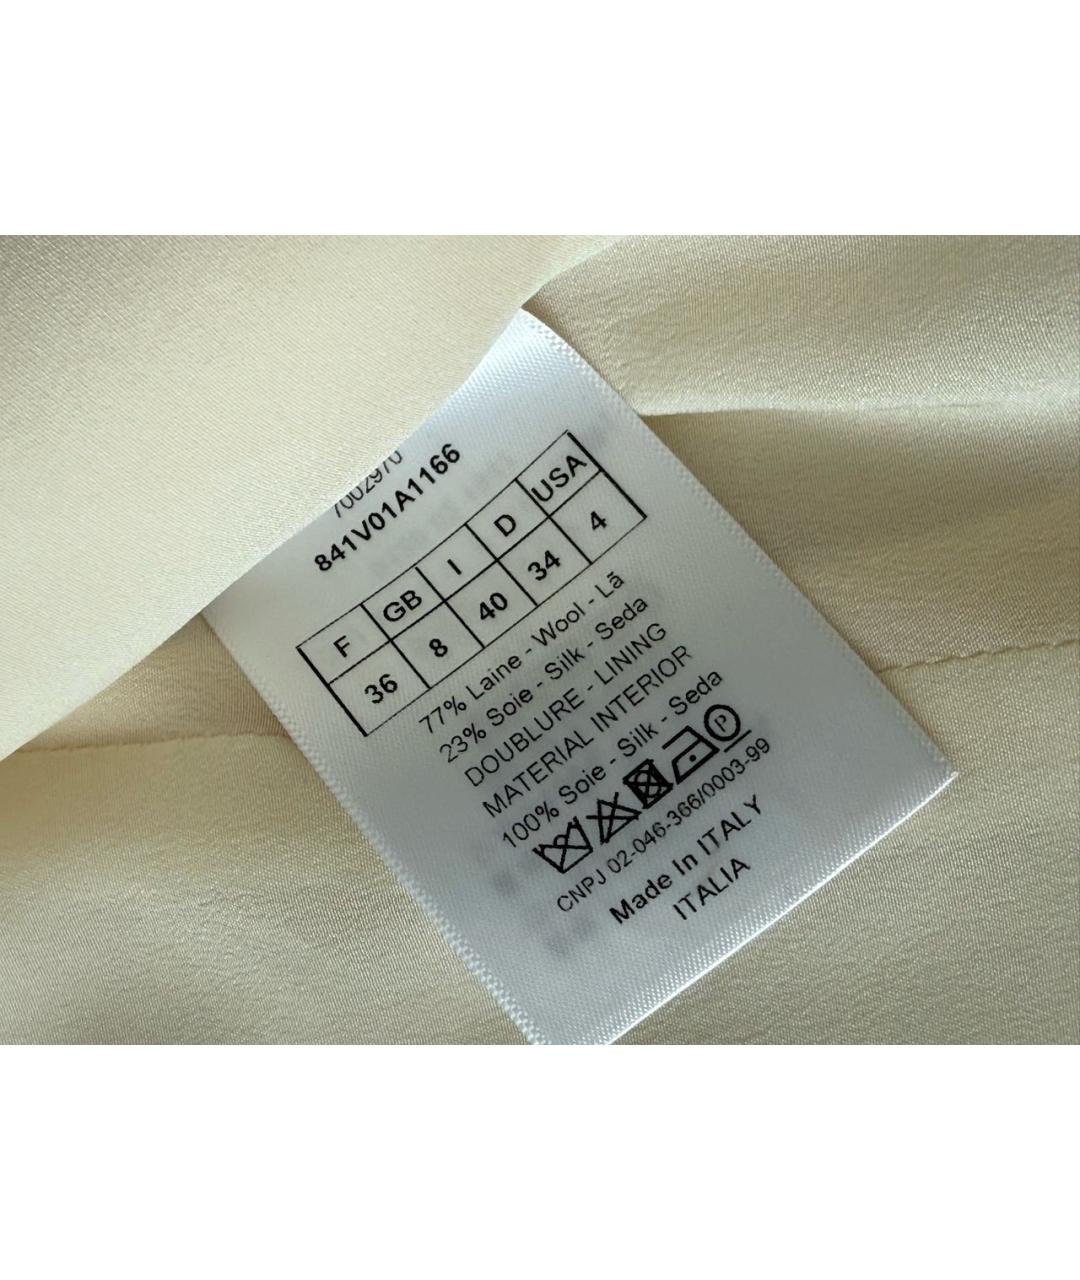 7002970
841V01A1166
F GB I D USA
36 8 40 34 4
77% Laine - Wool - Lã
23% Soie - Silk - Seda
DOUBLURE - LINING
MATERIAL INTERIOR
100% Soie - Silk - Seda
P
CNPJ 02-046-366/0003-99
Made In ITALY
ITALIA